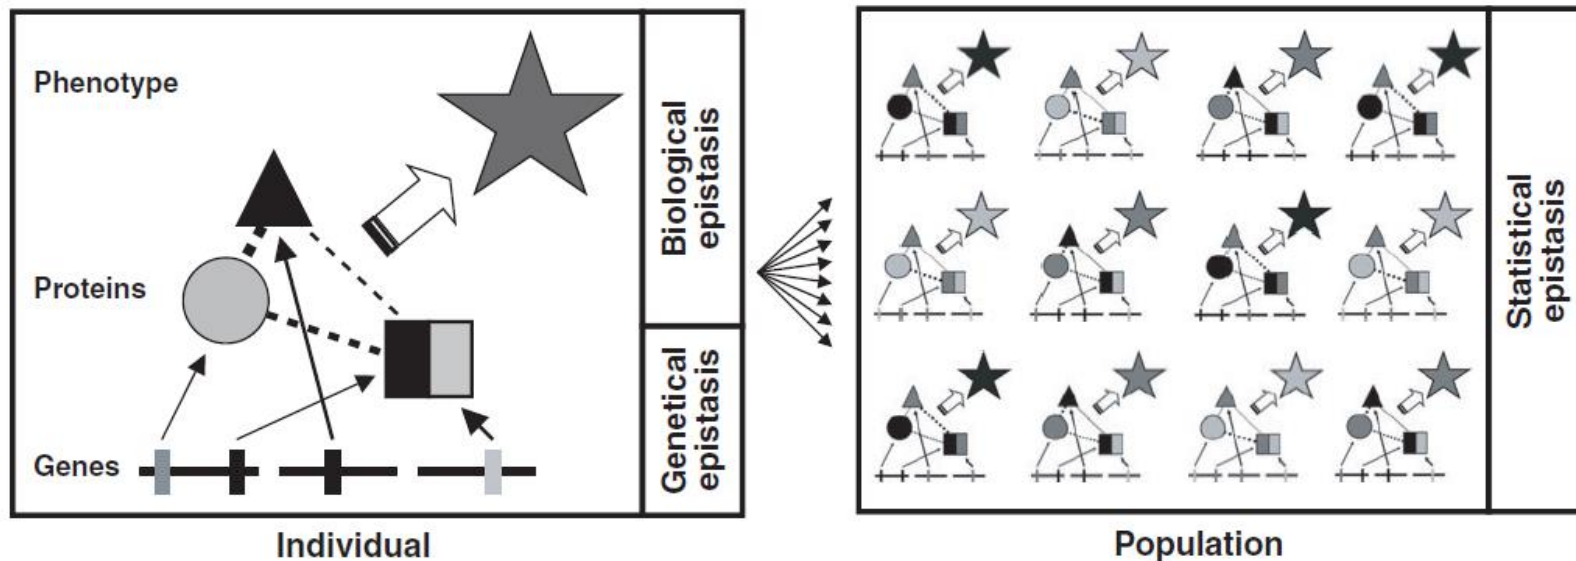 Phenotype
Proteins
Genes
Biological
epistasis
Genetical
epistasis
Individual
Statistical
epistasis
Population